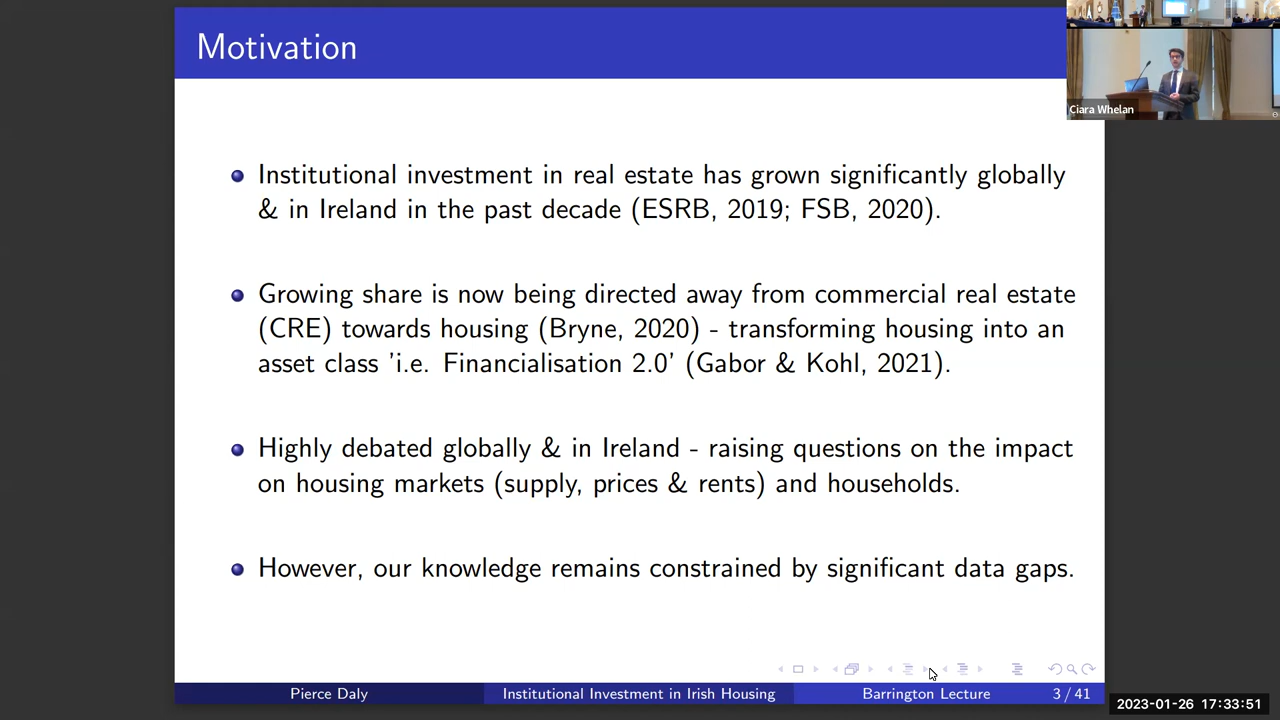 Motivation
Ciara Whelan
Institutional investment in real estate has grown significantly globally
& in Ireland in the past decade (ESRB, 2019; FSB, 2020).
Growing share is now being directed away from commercial real estate
(CRE) towards housing (Bryne, 2020) - transforming housing into an
asset class 'i.e. Financialisation 2.0' (Gabor & Kohl, 2021).
Highly debated globally & in Ireland - raising questions on the impact
on housing markets (supply, prices & rents) and households.
However, our knowledge remains constrained by significant data gaps.
Pierce Daly
Institutional Investment in Irish Housing
Barrington Lecture
3 / 41
2023-01-26 17:33:51